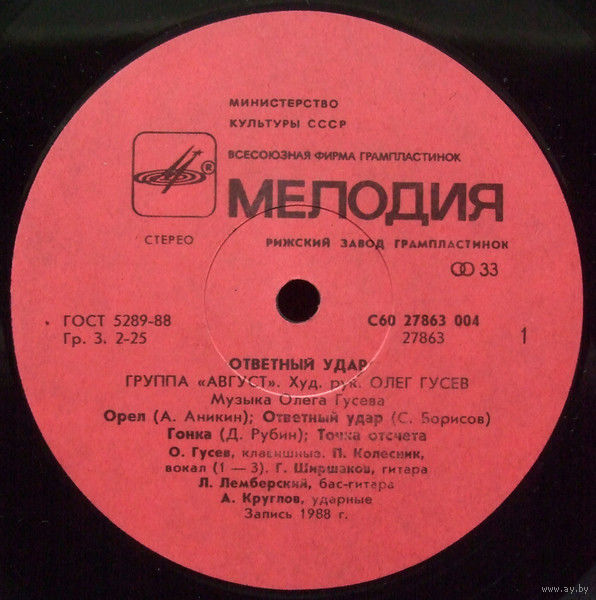 МИНИСТЕРСТВО
КУЛЬТУРЫ СССР
ВСЕСОЮЗНАЯ ФИРМА ГРАМПЛАСТИНОК
®
МЕЛОДИЯ
СТЕРЕО
РИЖСКИЙ ЗАВОД ГРАМПЛАСТИНОК
33
ГОСТ 5289-88
Гр. 3. 2-25
С60 27863 004
27863
1
ОТВЕТНЫЙ УДАР
ГРУППА «АВГУСТ». Худ. рук. ОЛЕГ ГУСЕВ
Музыка Олега Гусева
Орел (А. Аникин); Ответный удар (С. Борисов)
Гонка (Д. Рубин); Точка отсчета
О. Гусев, клавишные. П. Колесник,
вокал (1 — 3). Г. Ширшаков, гитара
Л. Лемберский, бас-гитара
А. Круглов, ударные
Запись 1988 г.
www.ay.by